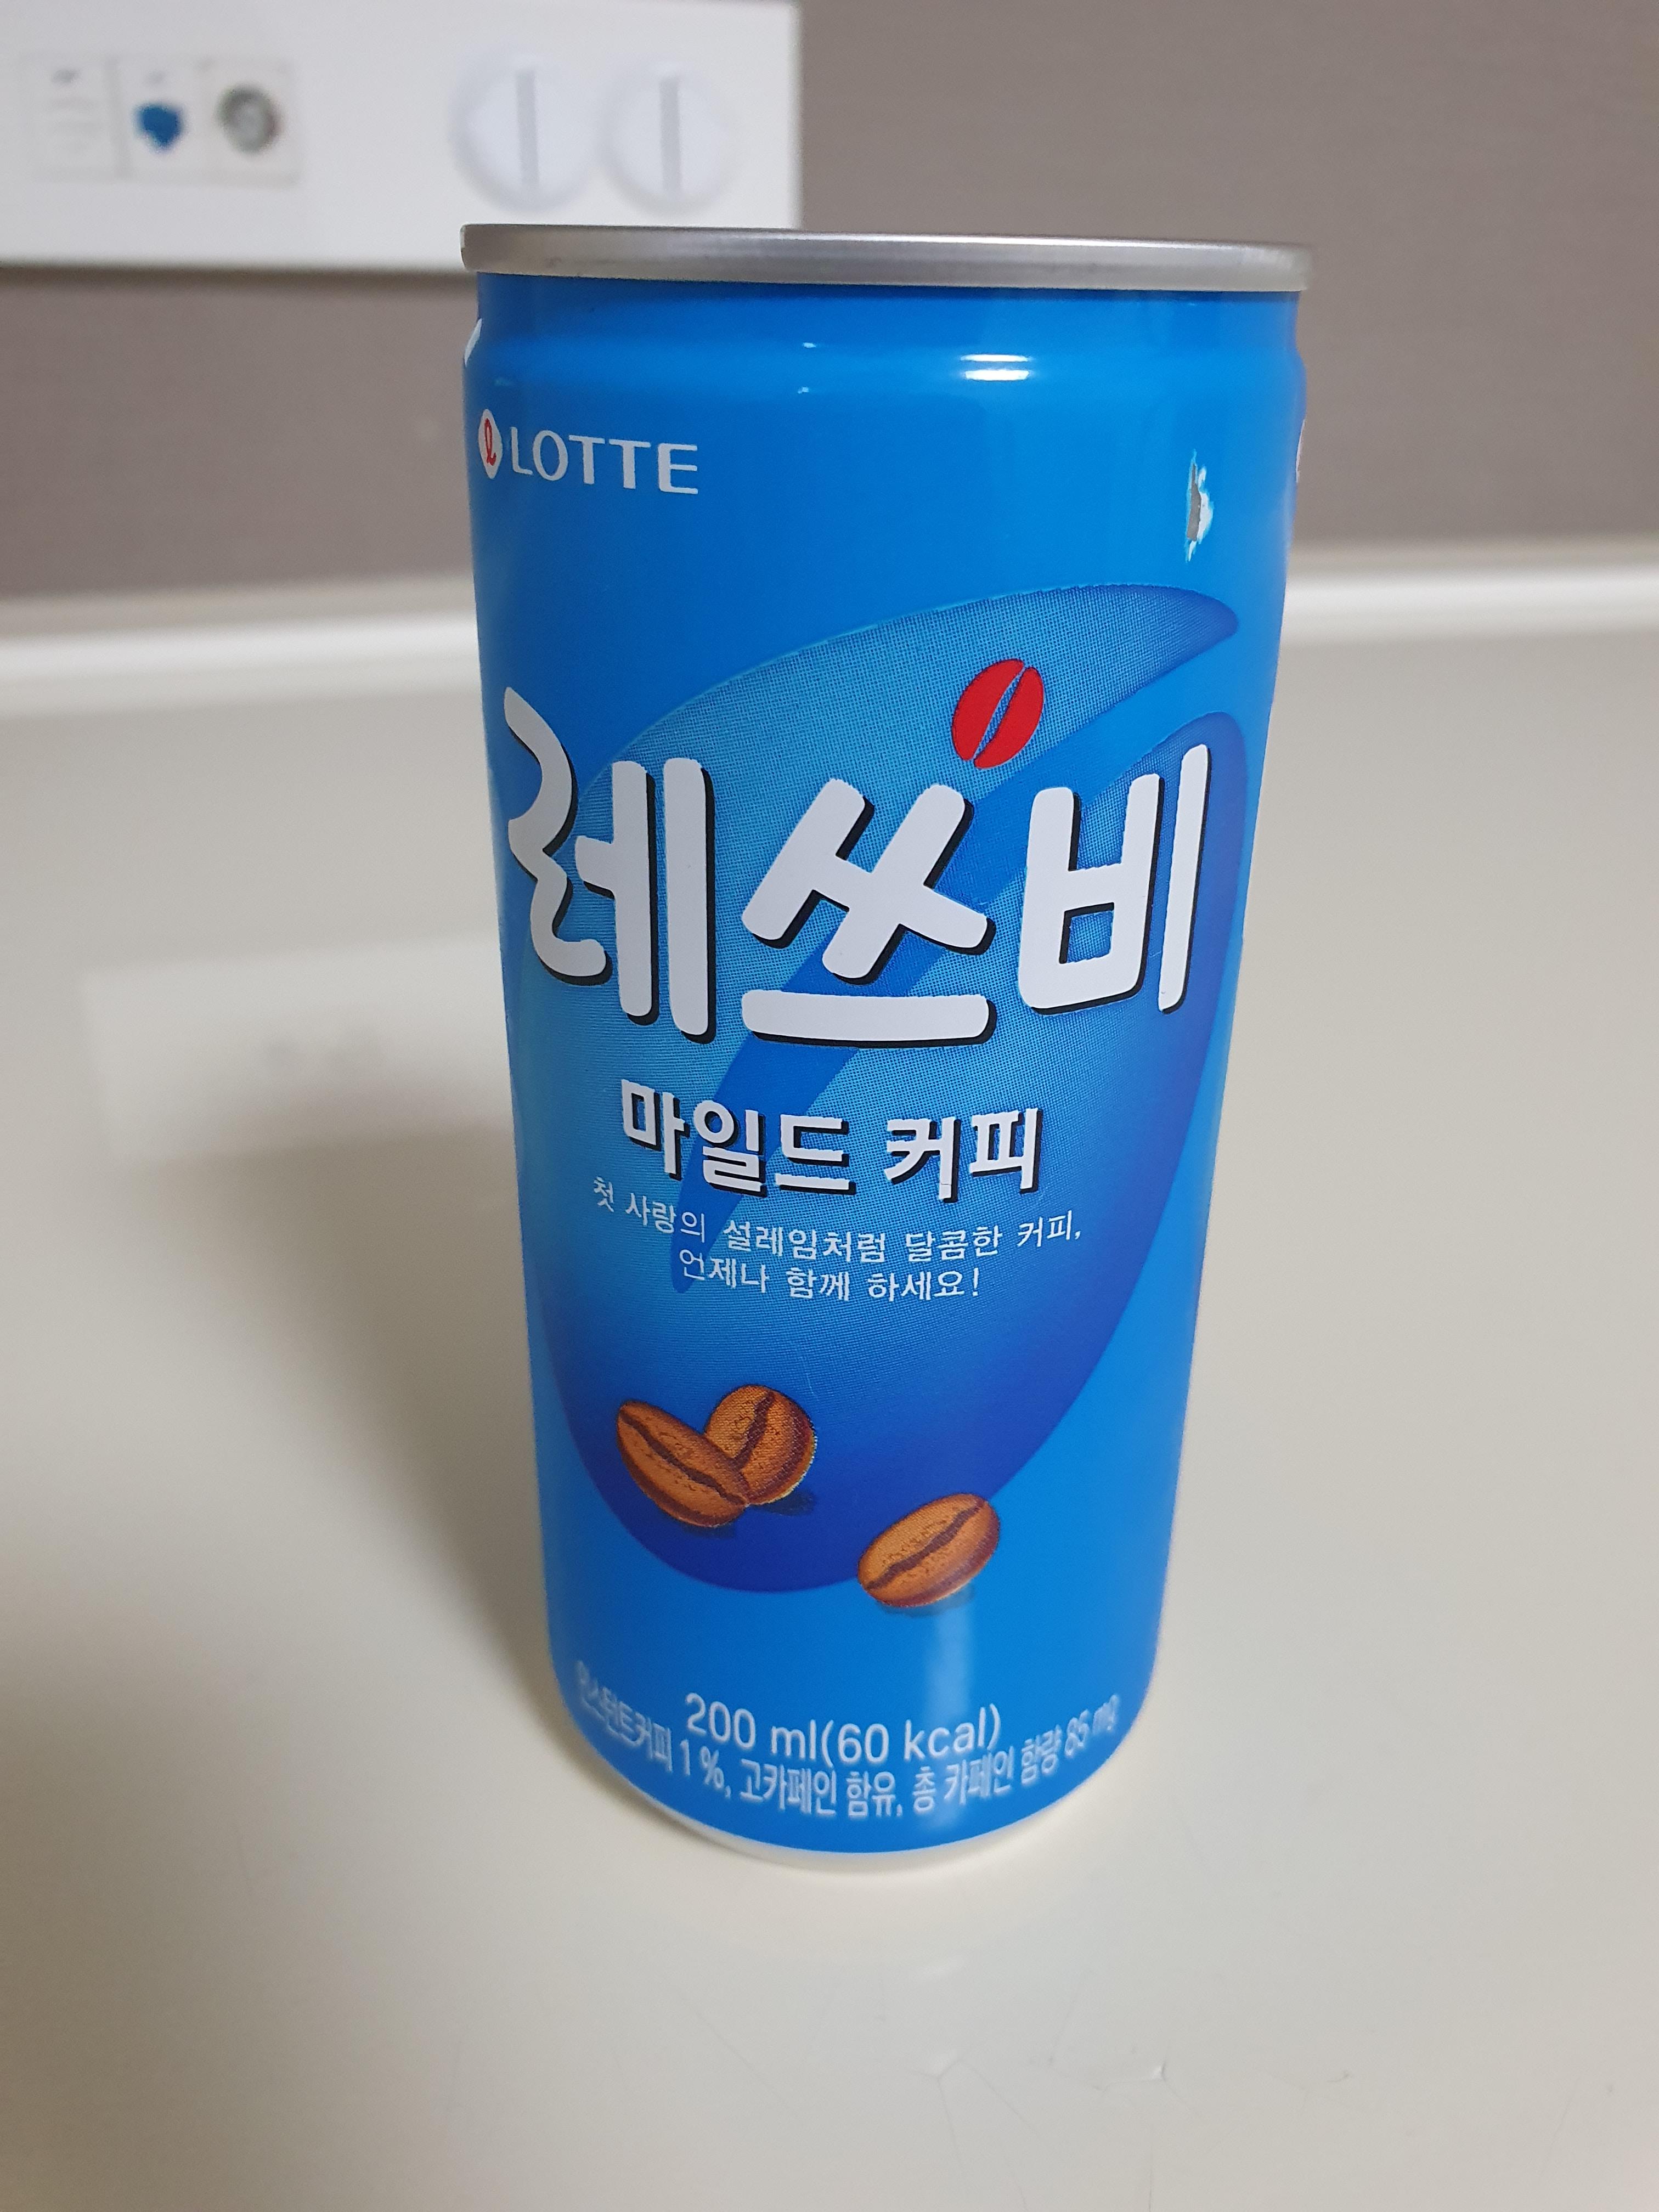 LOTTE
레쓰비
마일드 커피
첫 사랑의 설레임처럼 달콤한 커피,
언제나 함께 하세요!
200 ml(60 kcal)
인스턴트커피 1 %, 고카페인 함유, 총 카페인 함량 85 mg